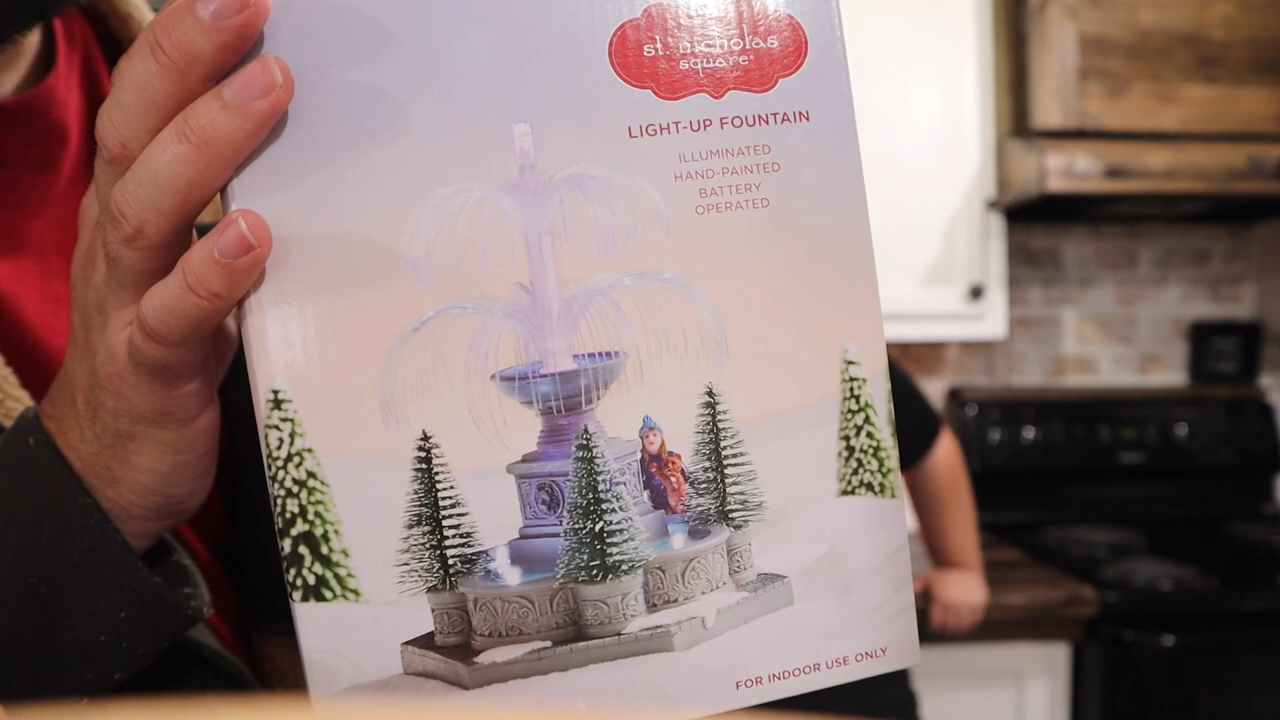 st. nicholas
square®
LIGHT-UP FOUNTAIN
ILLUMINATED
HAND-PAINTED
BATTERY
OPERATED
FOR INDOOR USE ONLY